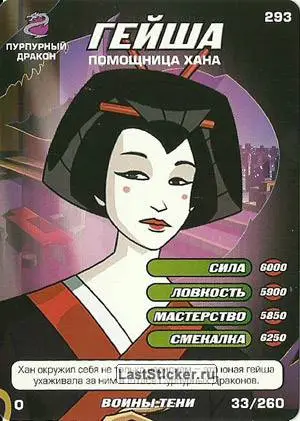 293
ПУРПУРНЫЙ
ДРАКОН
ГЕЙША
ПОМОЩНИЦА ХАНА
СИЛА 6000
ЛОВКОСТЬ 5900
МАСТЕРСТВО 5850
СМЕКАЛКА 6250
Хан окружил себя не юная гейша
LastSticker.ru
ухаживала за ним Драконов.
0 ВОИНЫ ТЕНИ 33/260